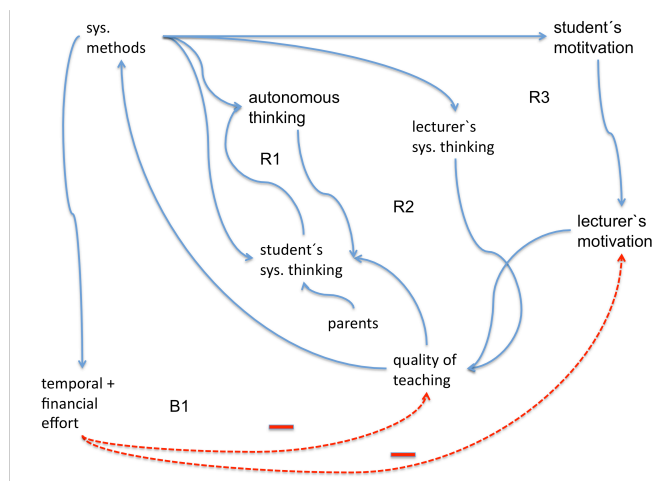 sys.
methods
student´s
motitvation
autonomous
thinking
R3
lecturer`s
sys. thinking
R1
R2
lecturer`s
motivation
student´s
sys. thinking
parents
quality of
teaching
temporal +
financial
effort
B1